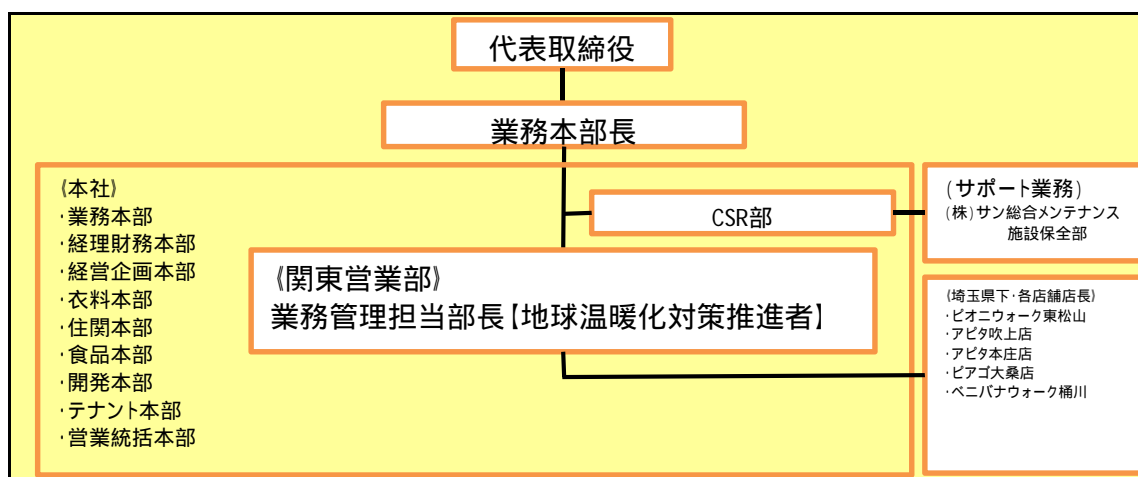 代表取締役
業務本部長
《本社》
・業務本部
・経理財務本部
・経営企画本部
・衣料本部
・住関本部
・食品本部
・開発本部
・テナント本部
・営業統括本部
CSR部
(サポート業務)
(株)サン総合メンテナンス
施設保全部
《関東営業部》
業務管理担当部長【地球温暖化対策推進者】
(埼玉県下・各店舗店長)
・ピオニウォーク東松山
・アピタ吹上店
・アピタ本庄店
・ピアゴ大桑店
・ベニバナウォーク桶川